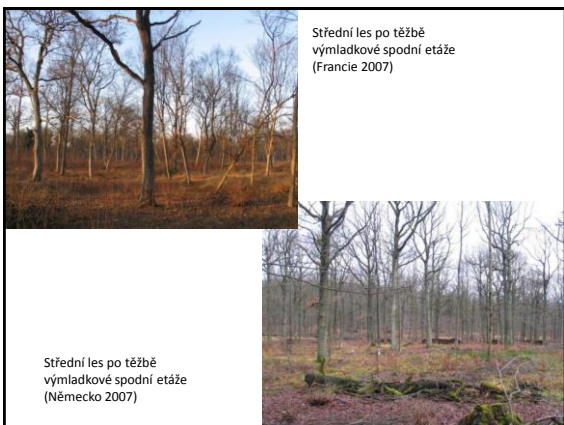 Střední les po těžbě
výmladkové spodní etáže
(Francie 2007)
Střední les po těžbě
výmladkové spodní etáže
(Německo 2007)